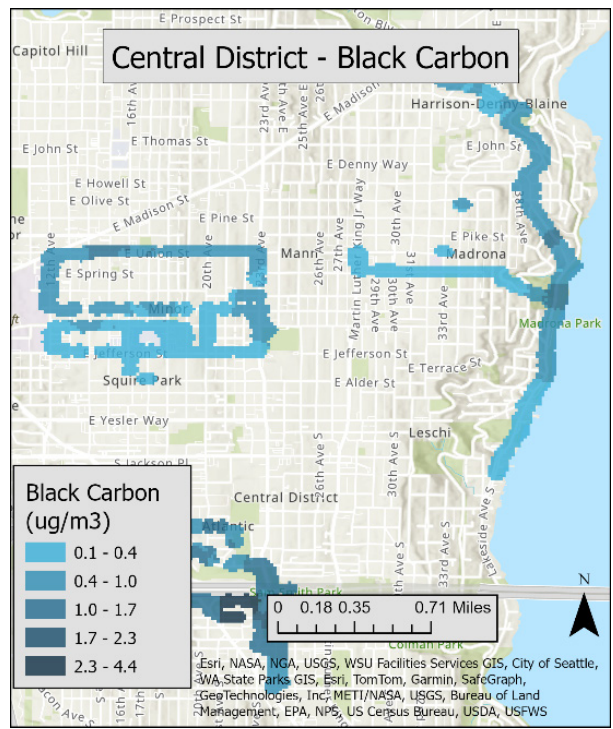 E Prospect St
Capitol Hill
Central District - Black Carbon
16th Ave
23rd Ave
25th Ave E
E Madison
Harrison-Denny-Blaine
E John St
E Thomas St
E John St
E Denny Way
E Howell St
E Olive St
E Madison St
E Pine St
38th Ave
12th Ave
E Union St
20th Ave
Mann
26th Ave
27th Ave
Martin Luther King Jr Way
30th Ave
31st Ave
E Pike St
Madrona
E Spring St
Minor
29th Ave
30th Ave
33rd Ave
Madrona Park
E Jefferson St
E Jefferson St
Squire Park
E Terrace St
E Alder St
E Yesler Way
Leschi
S Jackson Pl
26th Ave S
30th Ave S
Central District
Atlantic
33rd Ave S
Lakeside Ave S
Black Carbon
(ug/m3)
0.1 - 0.4
0.4 - 1.0
1.0 - 1.7
1.7 - 2.3
2.3 - 4.4
N
0 0.18 0.35 0.71 Miles
Colman Park
Esri, NASA, NGA, USGS, WSU Facilities Services GIS, City of Seattle,
WA State Parks GIS, Esri, TomTom, Garmin, SafeGraph,
GeoTechnologies, Inc, METI/NASA, USGS, Bureau of Land
Management, EPA, NPS, US Census Bureau, USDA, USFWS